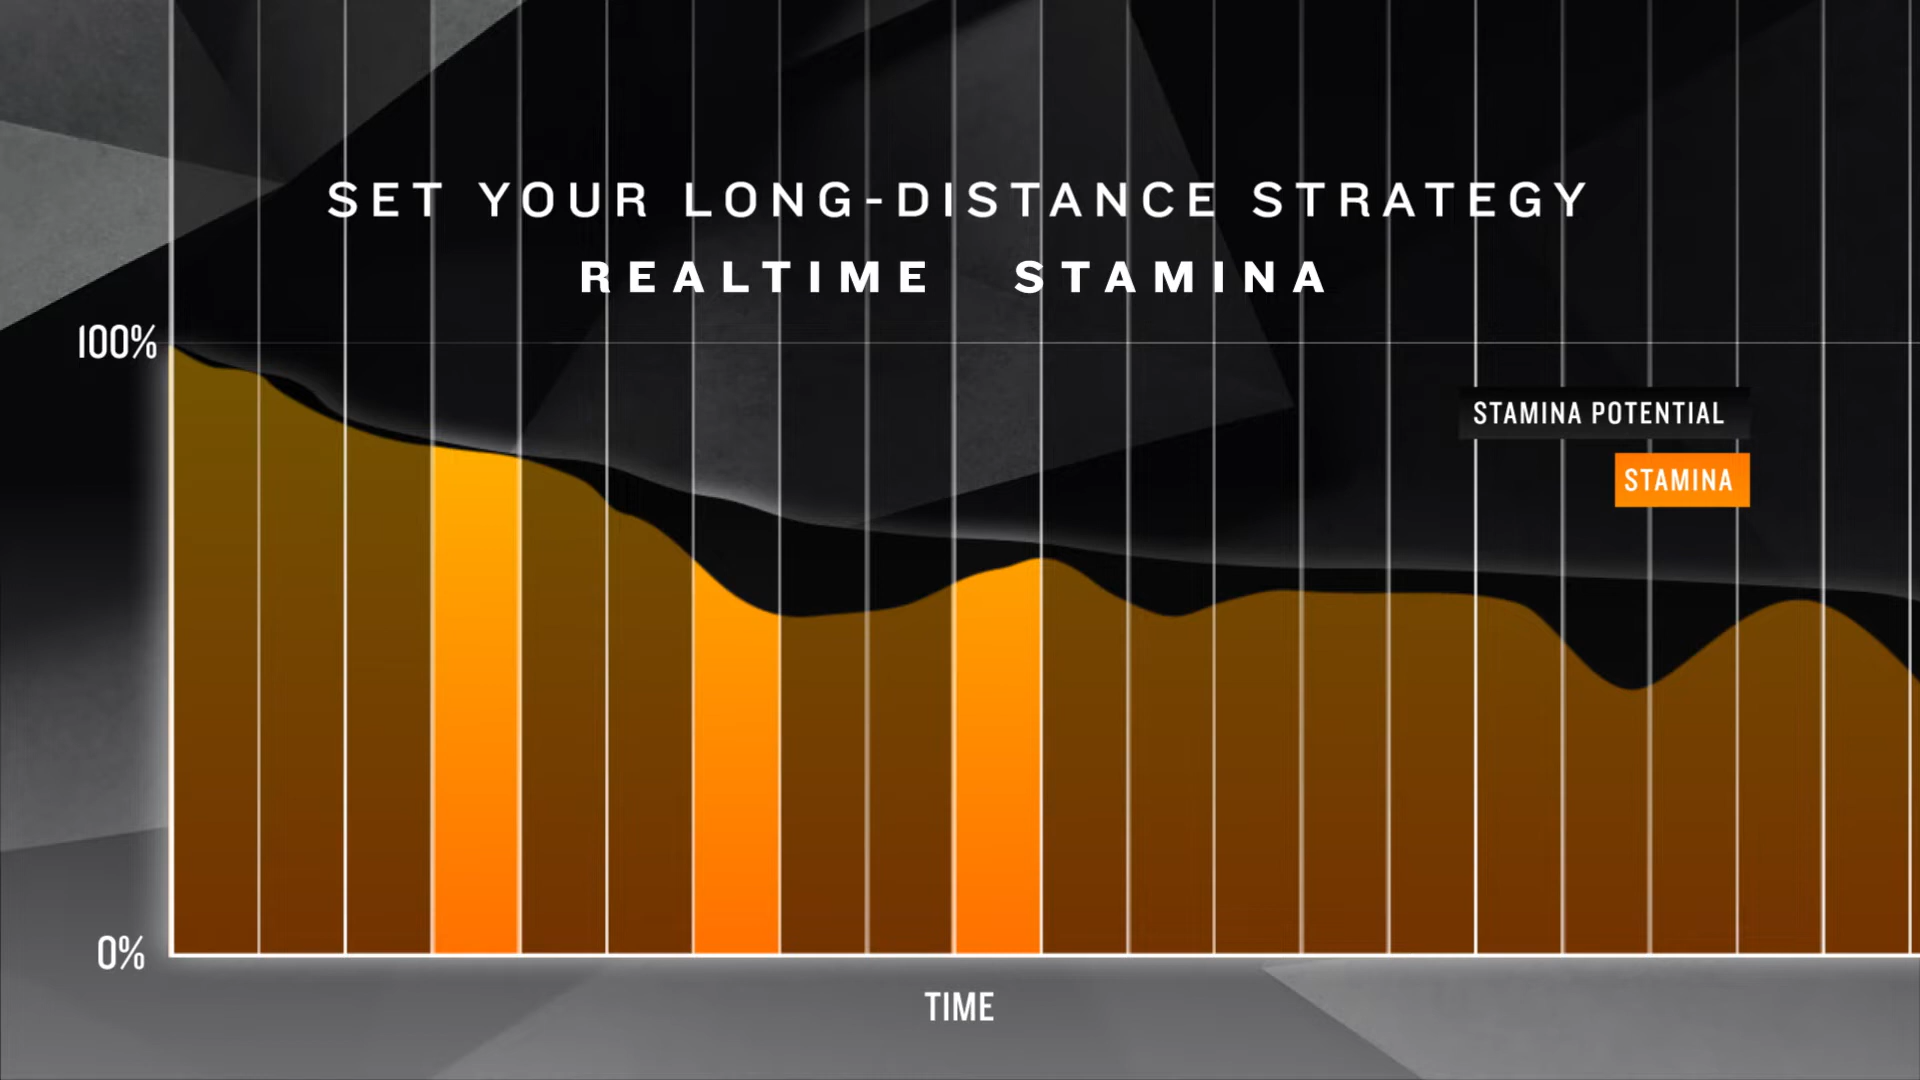 SET YOUR LONG-DISTANCE STRATEGY
REALTIME STAMINA
100%
STAMINA POTENTIAL
STAMINA
0%
TIME